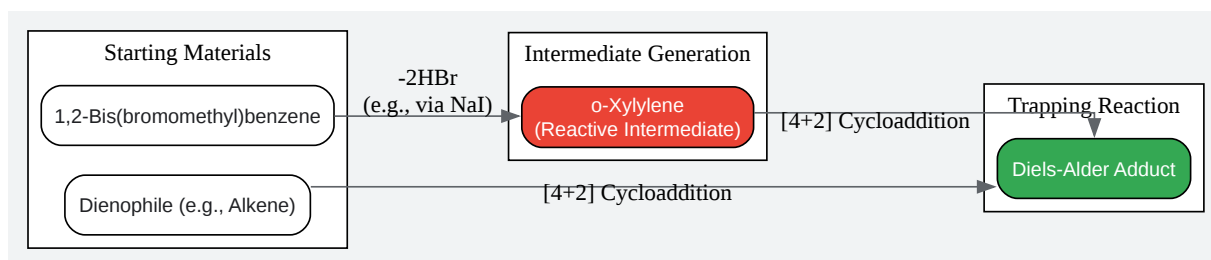 Starting Materials
1,2-Bis(bromomethyl)benzene
Dienophile (e.g., Alkene)
-2HBr
(e.g., via NaI)
Intermediate Generation
o-Xylylene
(Reactive Intermediate)
[4+2] Cycloaddition
[4+2] Cycloaddition
Trapping Reaction
Diels-Alder Adduct